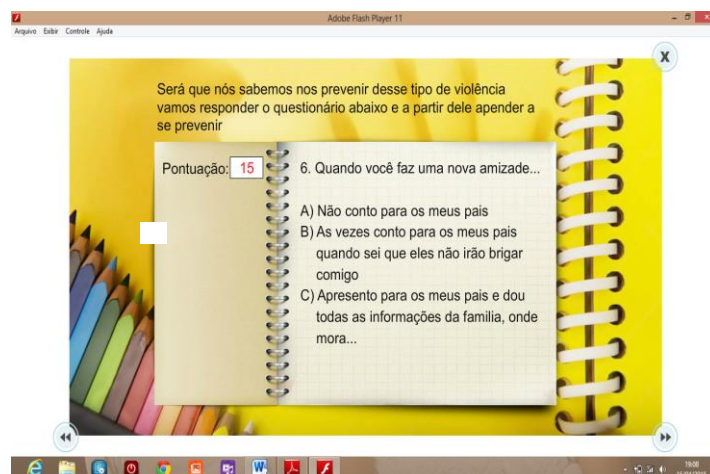 Adobe Flash Player 11
Arquivo Exibir Controle Ajuda
X
Será que nós sabemos nos prevenir desse tipo de violência
vamos responder o questionário abaixo e a partir dele apender a
se prevenir
Pontuação: 15
6. Quando você faz uma nova amizade...
A) Não conto para os meus pais
B) As vezes conto para os meus pais
quando sei que eles não irão brigar
comigo
C) Apresento para os meus pais e dou
todas as informações da familia, onde
mora...
19:08